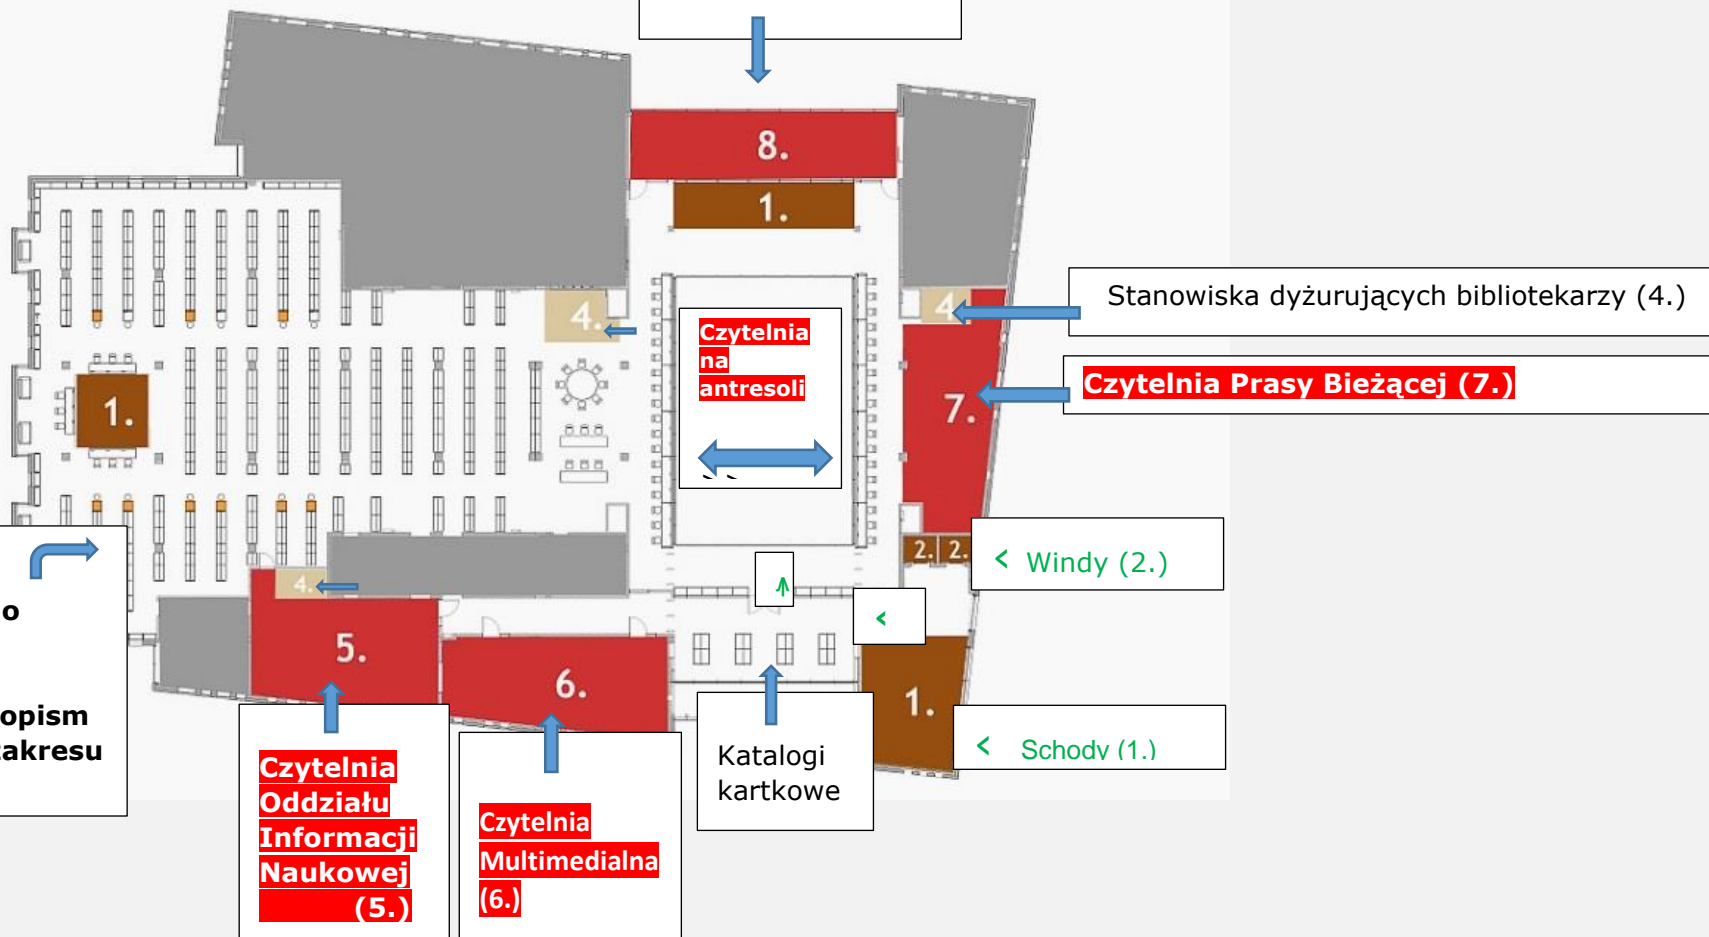 8.
1.
4.
4.
Stanowiska dyżurujących bibliotekarzy (4.)
Czytelnia
na
antresoli
Czytelnia Prasy Bieżącej (7.)
1.
7.
2. 2.
< Windy (2.)
4.
<
o
opism
zakresu
5.
6.
1.
< Schody (1.)
Katalogi
kartkowe
Czytelnia
Oddziału
Informacji
Naukowej
(5.)
Czytelnia
Multimedialna
(6.)